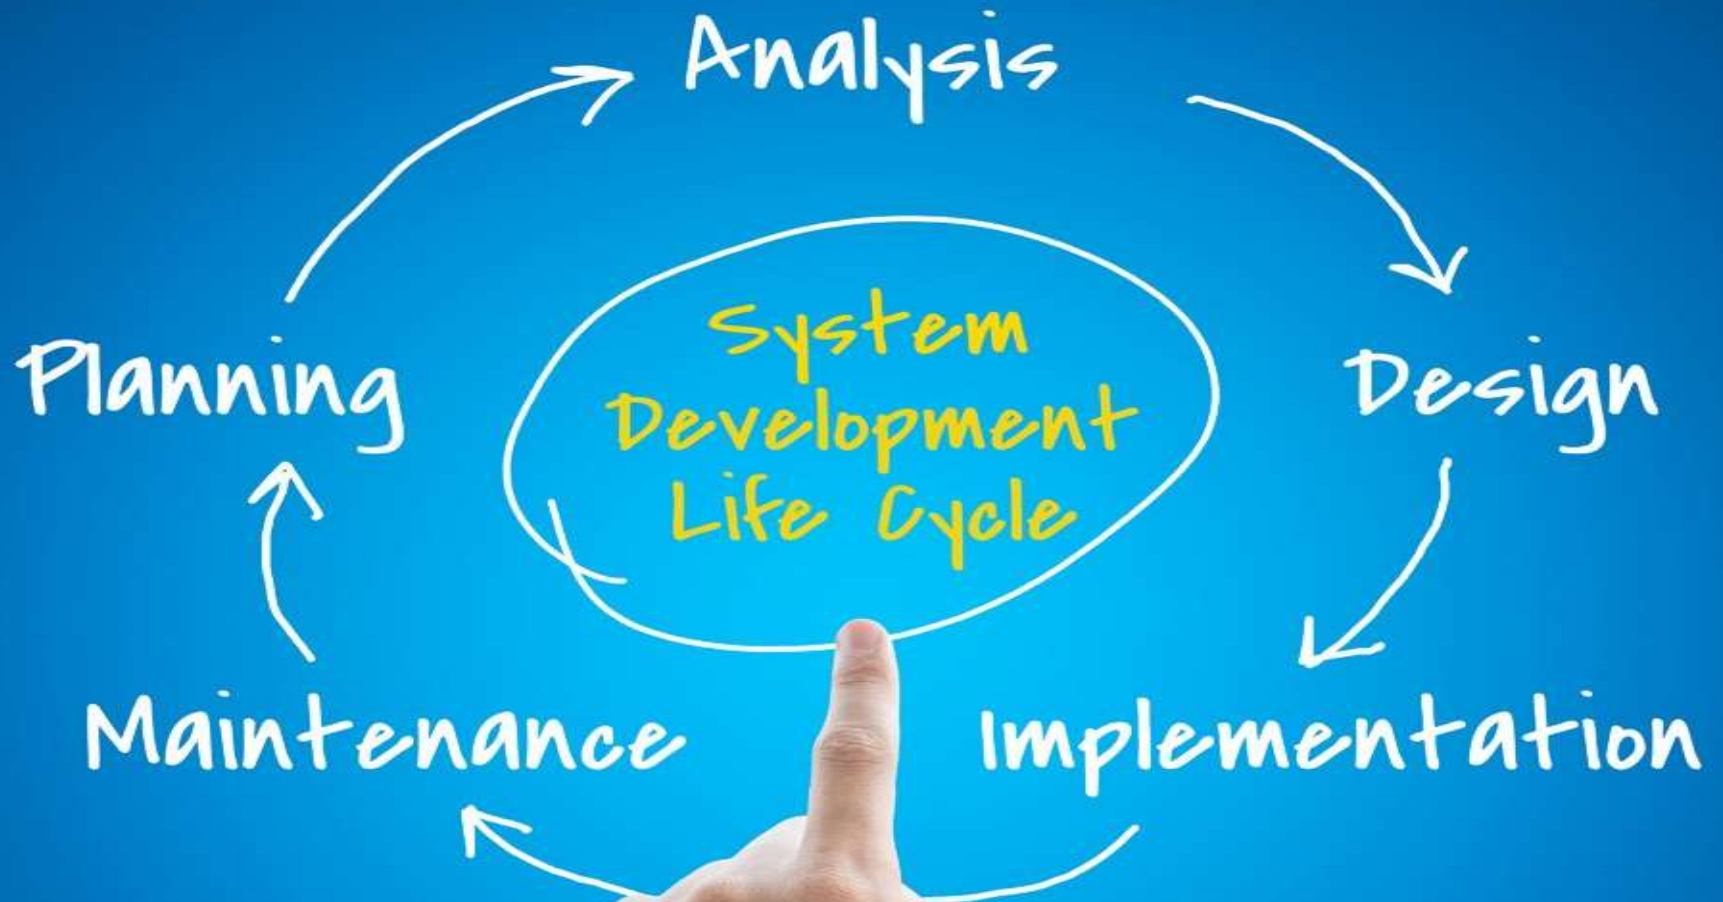 Analysis
Planning
System
Development
Life Cycle
Design
Maintenance
Implementation